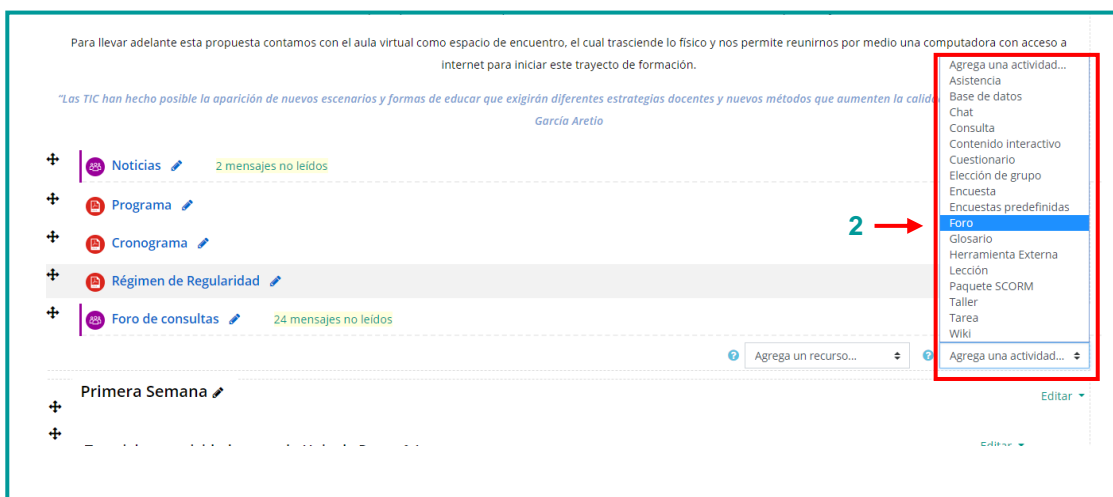 Para llevar adelante esta propuesta contamos con el aula virtual como espacio de encuentro, el cual trasciende lo físico y nos permite reunirnos por medio una computadora con acceso a
internet para iniciar este trayecto de formación.
"Las TIC han hecho posible la aparición de nuevos escenarios y formas de educar que exigirán diferentes estrategias docentes y nuevos métodos que aumenten la
García Aretio
Noticias
2 mensajes no leídos
Programa
Cronograma
Régimen de Regularidad
Foro de consultas
24 mensajes no leídos
2
Agrega una actividad...
Asistencia
Base de datos
Chat
Consulta
Contenido interactivo
Cuestionario
Elección de grupo
Encuesta
Encuestas predefinidas
Foro
Glosario
Herramienta Externa
Lección
Paquete SCORM
Taller
Tarea
Wiki
Agrega un recurso...
Agrega una actividad...
Primera Semana
Editar
Editar